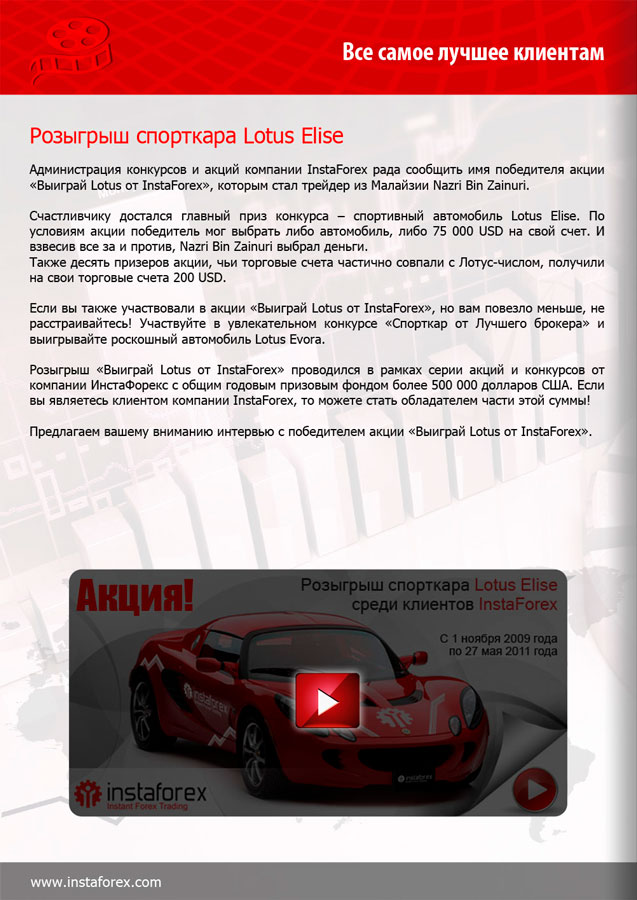 Все самое лучшее клиентам
Розыгрыш спорткара Lotus Elise
Администрация конкурсов и акций компании InstaForex рада сообщить имя победителя акции
«Выиграй Lotus от InstaForex», которым стал трейдер из Малайзии Nazri Bin Zainuri.
Счастливчику достался главный приз конкурса – спортивный автомобиль Lotus Elise. По
условиям акции победитель мог выбрать либо автомобиль, либо 75 000 USD на свой счет. И
взвесив все за и против, Nazri Bin Zainuri выбрал деньги.
Также десять призеров акции, чьи торговые счета частично совпали с Лотус-числом, получили
на свои торговые счета 200 USD.
Если вы также участвовали в акции «Выиграй Lotus от InstaForex», но вам повезло меньше, не
расстраивайтесь! Участвуйте в увлекательном конкурсе «Спорткар от Лучшего брокера» и
выигрывайте роскошный автомобиль Lotus Evora.
Розыгрыш «Выиграй Lotus от InstaForex» проводился в рамках серии акций и конкурсов от
компании ИнстаФорекс с общим годовым призовым фондом более 500 000 долларов США. Если
вы являетесь клиентом компании InstaForex, то можете стать обладателем части этой суммы!
Предлагаем вашему вниманию интервью с победителем акции «Выиграй Lotus от InstaForex».
Акция!
Розыгрыш спорткара Lotus Elise
среди клиентов InstaForex
С 1 ноября 2009 года
по 27 мая 2011 года
instaforex
instaforex
Instant Forex Trading
www.instaforex.com